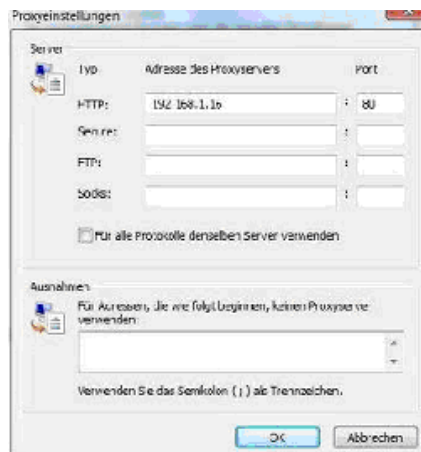 Proxyeinstellungen
Server
Typ Adresse des Proxyservers Port
HTTP: 192.168.1.16 : 80
Secure: :
FTP: :
Socks: :
Für alle Protokolle denselben Server verwenden
Ausnahmen
Für Adressen, die wie folgt beginnen, keinen Proxyserver
verwenden:
Verwenden Sie das Semikolon ( ; ) als Trennzeichen.
OK Abbrechen